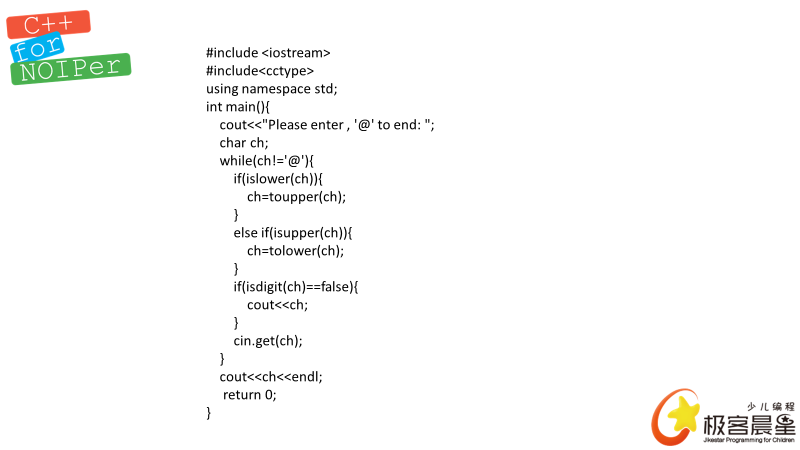 C++
for
NOIPer
#include <iostream>
#include<cctype>
using namespace std;
int main(){
cout<<"Please enter , '@' to end: ";
char ch;
while(ch!='@'){
if(islower(ch)){
ch=toupper(ch);
}
else if(isupper(ch)){
ch=tolower(ch);
}
if(isdigit(ch)==false){
cout<<ch;
}
cin.get(ch);
}
cout<<ch<<endl;
return 0;
}
少儿编程
极客晨星
Jikestar Programming for Children